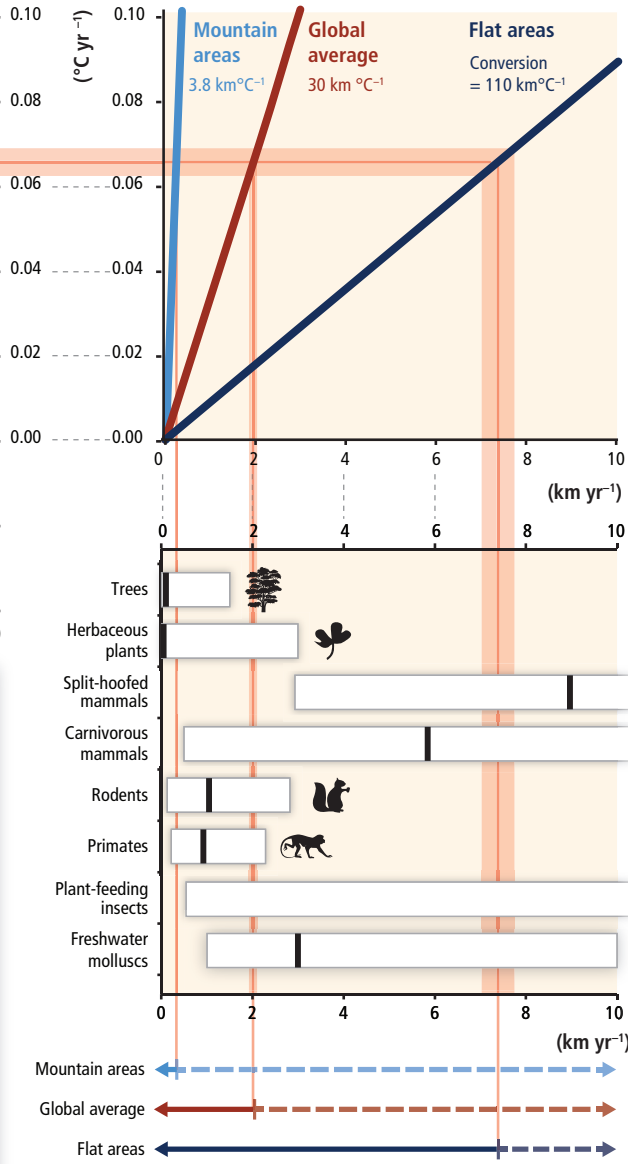 0.10
0.10
(°C yr⁻¹)
Mountain
areas
3.8 km°C⁻¹
Global
average
30 km °C⁻¹
Flat areas
Conversion
= 110 km°C⁻¹
0.08
0.08
0.06
0.06
0.04
0.04
0.02
0.02
0.00
0.00
0 2 4 6 8 10
(km yr⁻¹)
0 2 4 6 8 10
Trees
Herbaceous
plants
Split-hoofed
mammals
Carnivorous
mammals
Rodents
Primates
Plant-feeding
insects
Freshwater
molluscs
0 2 4 6 8 10
(km yr⁻¹)
Mountain areas
Global average
Flat areas